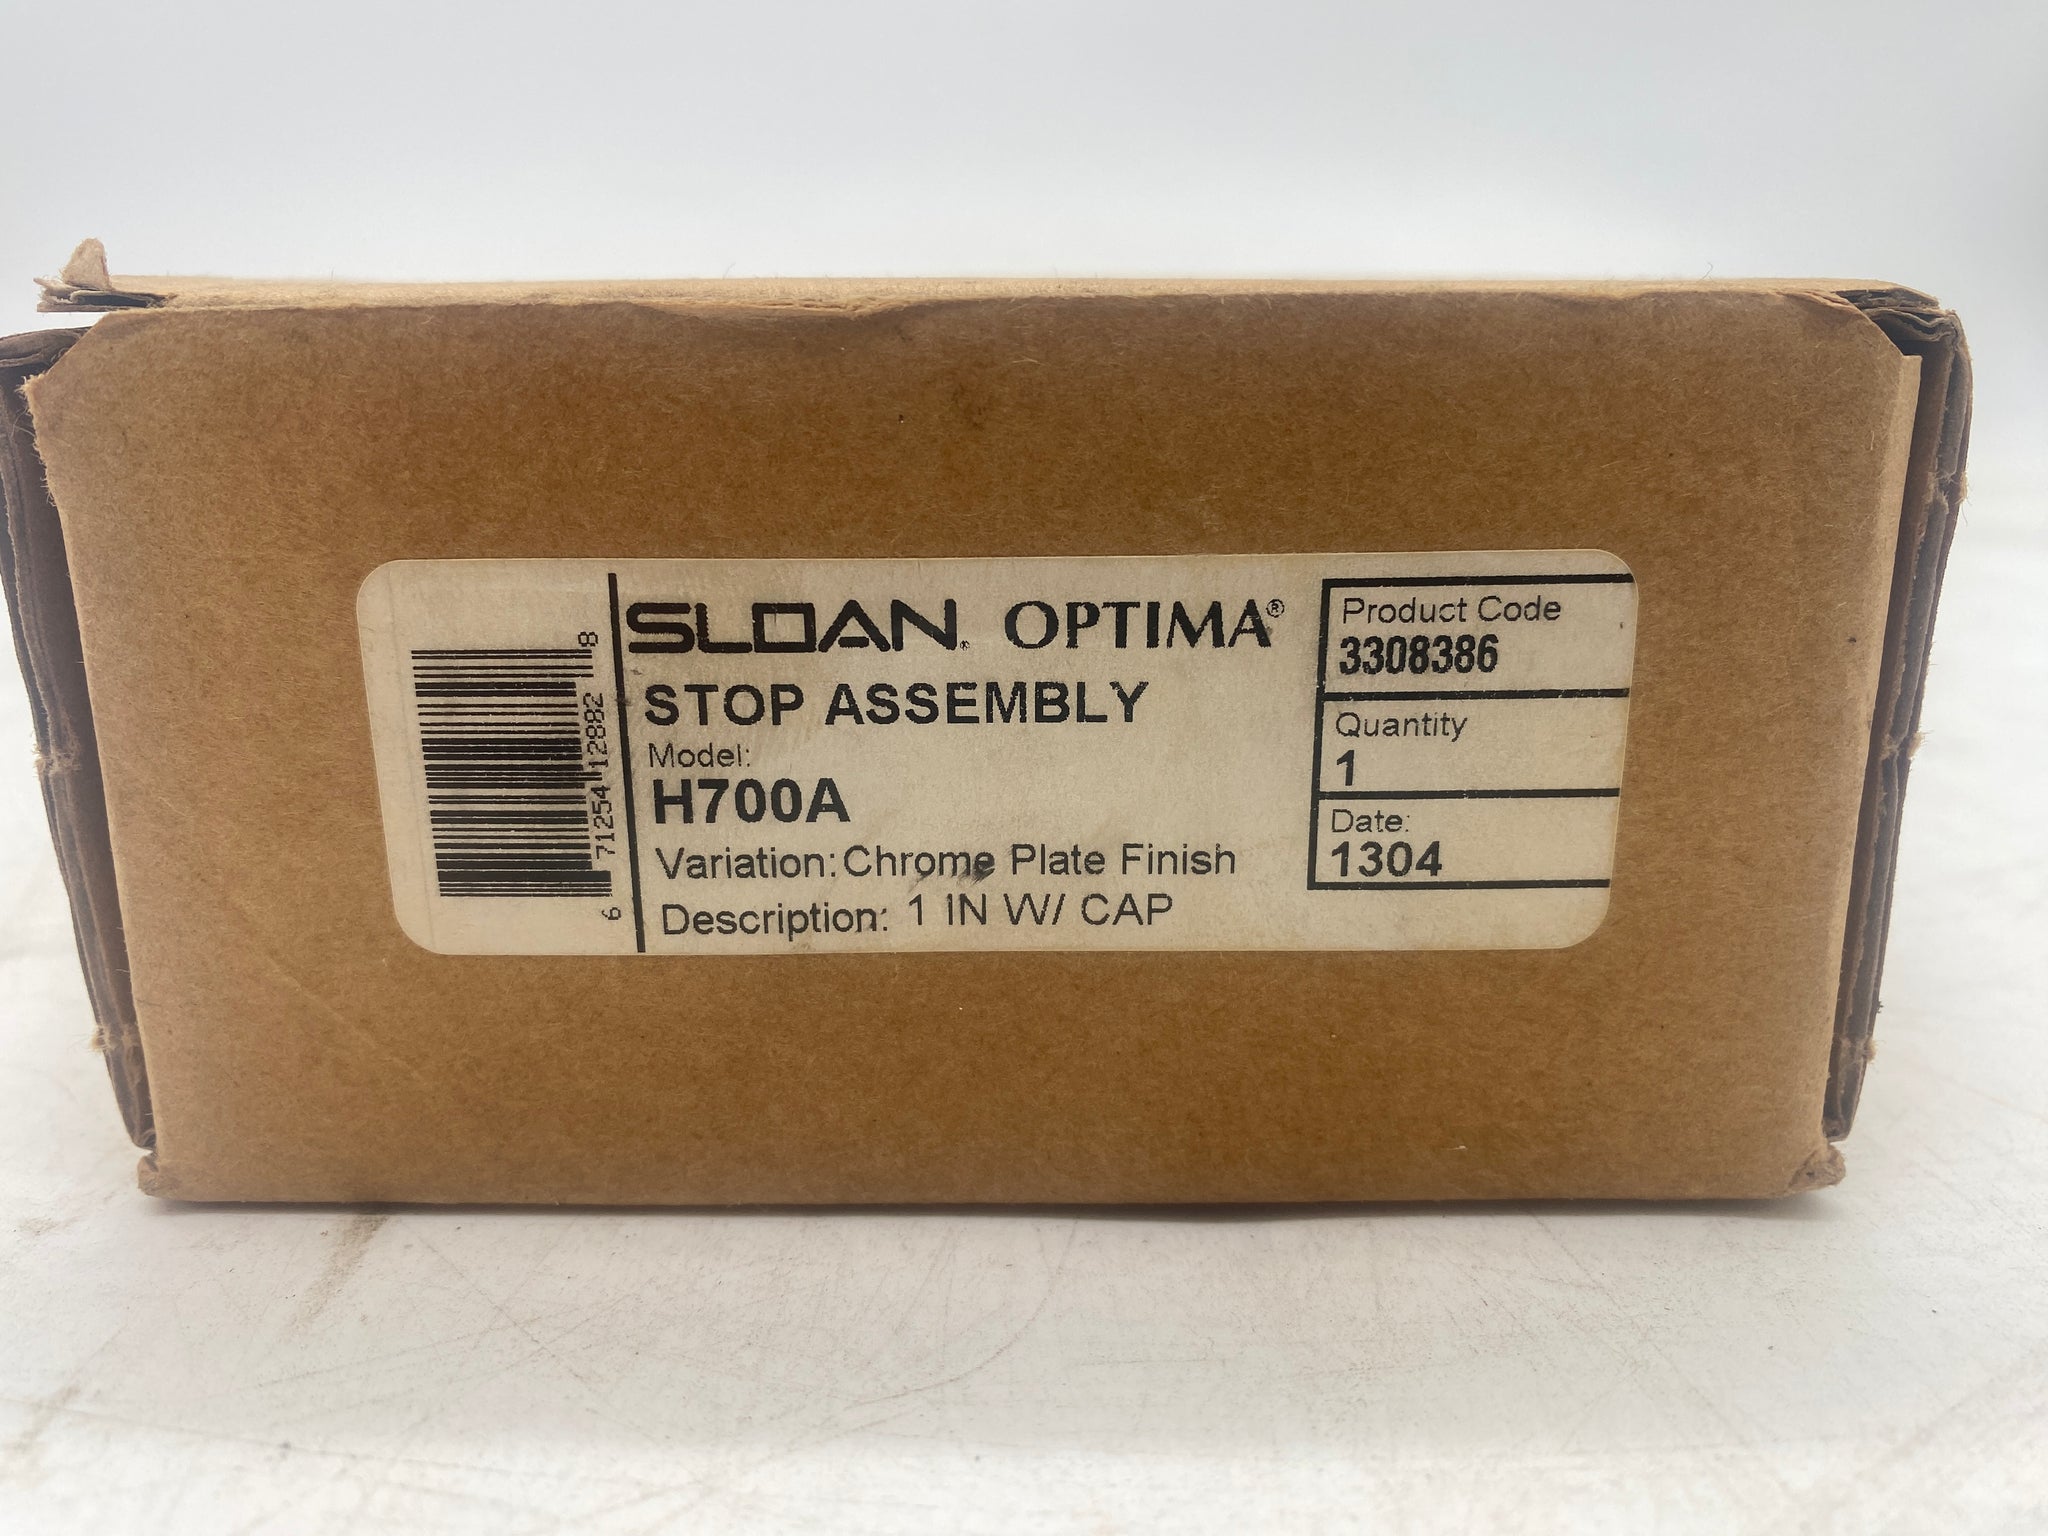 SLOAN® OPTIMA®
STOP ASSEMBLY
Model:
H700A
Variation: Chrome Plate Finish
Description: 1 IN W/ CAP
Product Code
3308386
Quantity
1
Date:
1304
6 71254 12882 8